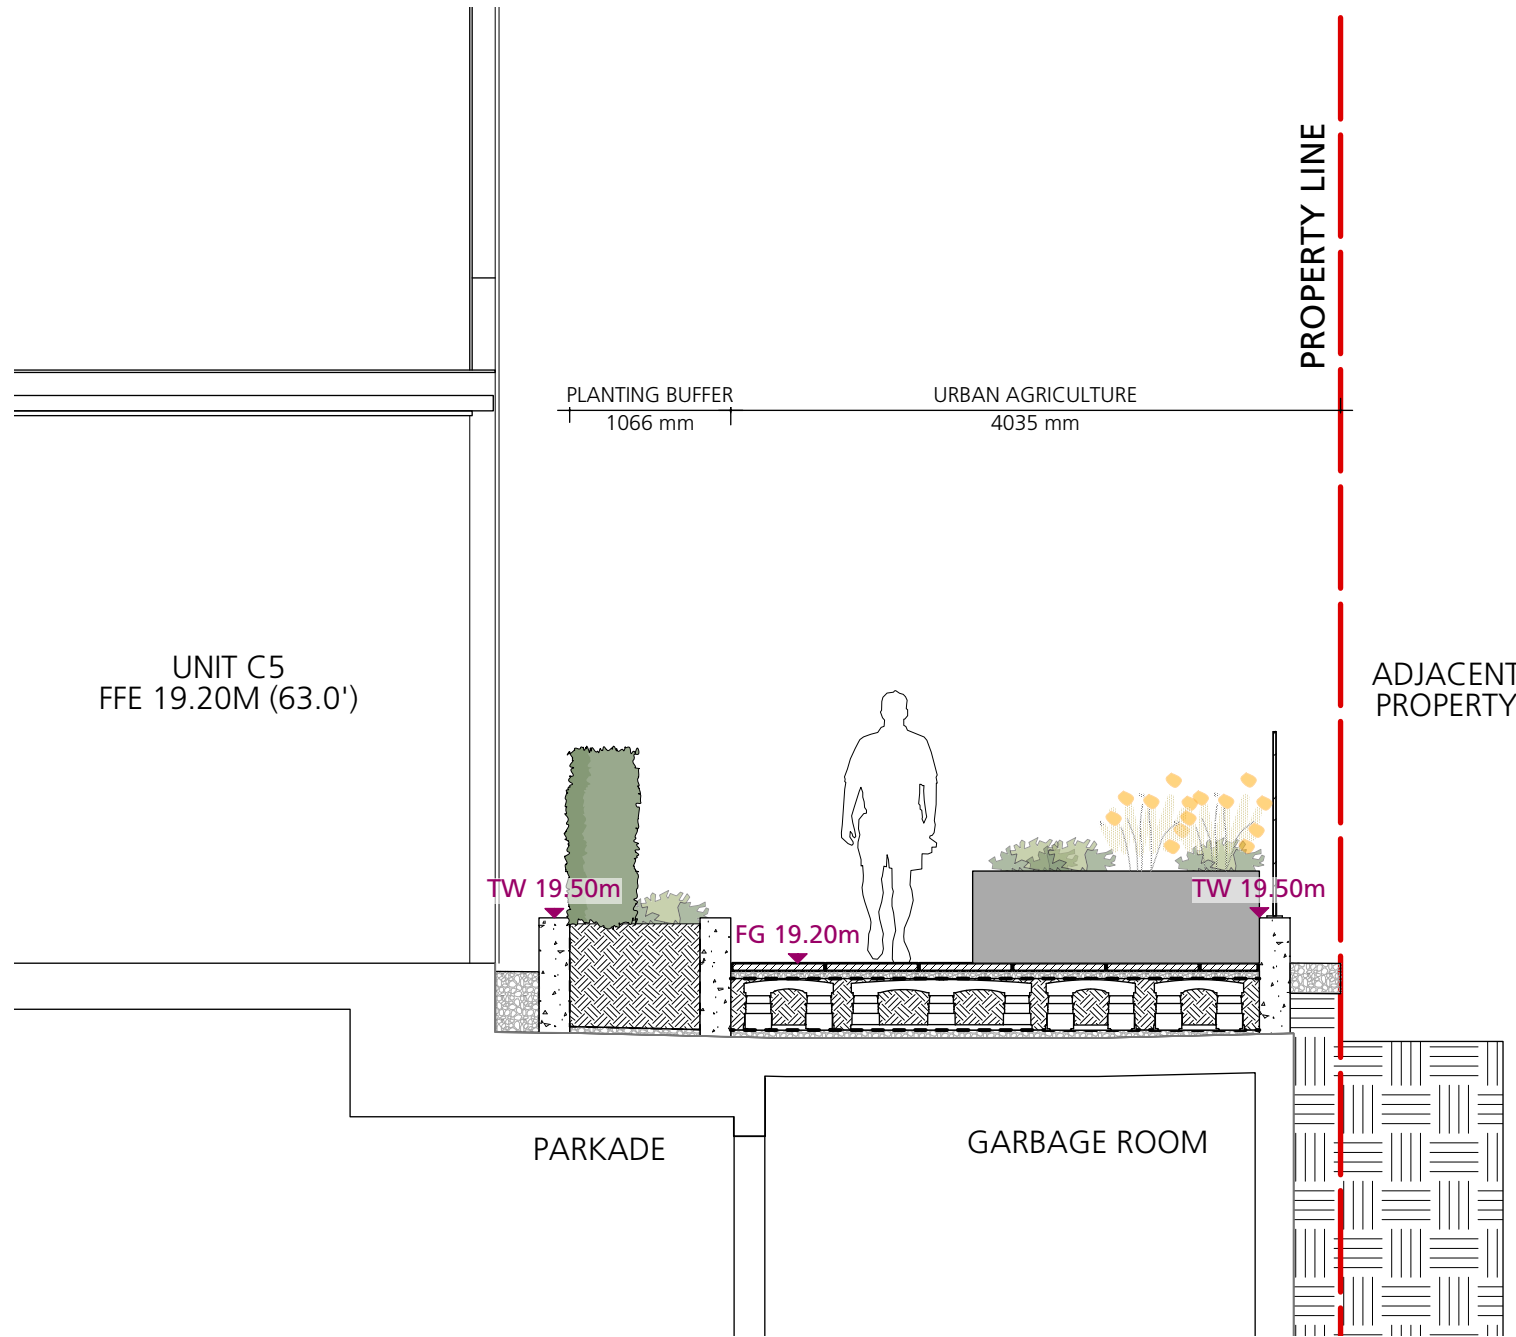 PROPERTY LINE
PLANTING BUFFER
1066 mm
URBAN AGRICULTURE
4035 mm
UNIT C5
FFE 19.20M (63.0')
ADJACENT
PROPERTY
TW 19.50m
FG 19.20m
TW 19.50m
PARKADE
GARBAGE ROOM